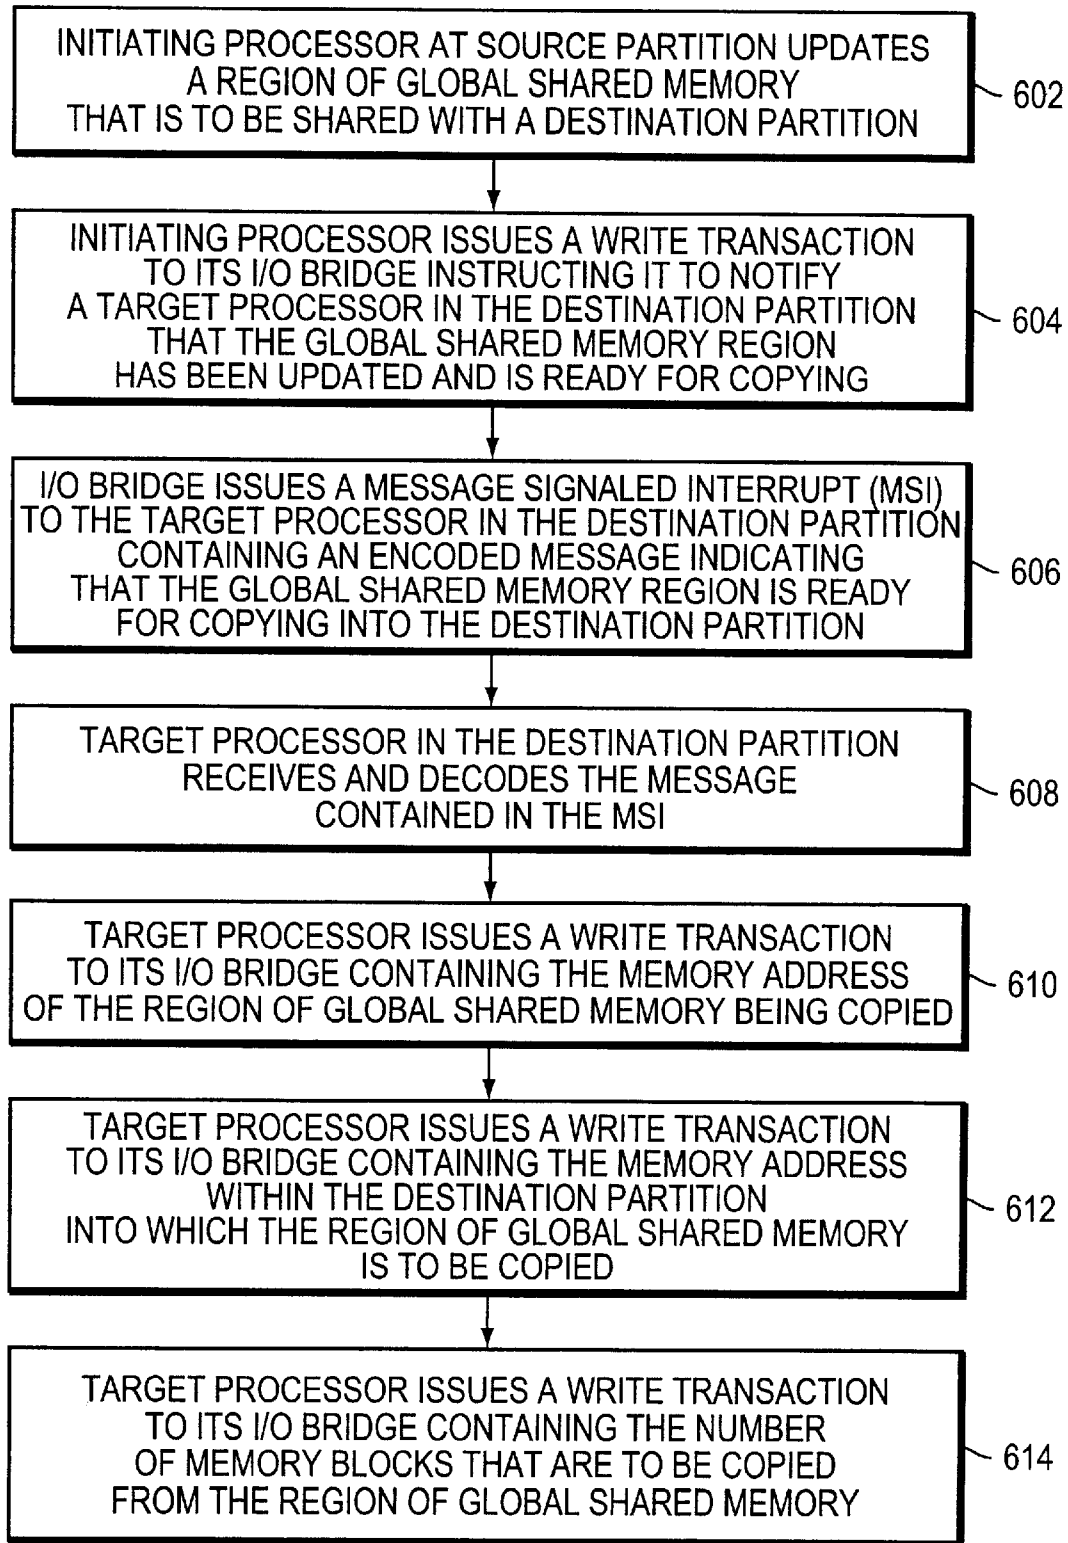 INITIATING PROCESSOR AT SOURCE PARTITION UPDATES
A REGION OF GLOBAL SHARED MEMORY
THAT IS TO BE SHARED WITH A DESTINATION PARTITION
602
INITIATING PROCESSOR ISSUES A WRITE TRANSACTION
TO ITS I/O BRIDGE INSTRUCTING IT TO NOTIFY
A TARGET PROCESSOR IN THE DESTINATION PARTITION
THAT THE GLOBAL SHARED MEMORY REGION
HAS BEEN UPDATED AND IS READY FOR COPYING
604
I/O BRIDGE ISSUES A MESSAGE SIGNALED INTERRUPT (MSI)
TO THE TARGET PROCESSOR IN THE DESTINATION PARTITION
CONTAINING AN ENCODED MESSAGE INDICATING
THAT THE GLOBAL SHARED MEMORY REGION IS READY
FOR COPYING INTO THE DESTINATION PARTITION
606
TARGET PROCESSOR IN THE DESTINATION PARTITION
RECEIVES AND DECODES THE MESSAGE
CONTAINED IN THE MSI
608
TARGET PROCESSOR ISSUES A WRITE TRANSACTION
TO ITS I/O BRIDGE CONTAINING THE MEMORY ADDRESS
OF THE REGION OF GLOBAL SHARED MEMORY BEING COPIED
610
TARGET PROCESSOR ISSUES A WRITE TRANSACTION
TO ITS I/O BRIDGE CONTAINING THE MEMORY ADDRESS
WITHIN THE DESTINATION PARTITION
INTO WHICH THE REGION OF GLOBAL SHARED MEMORY
IS TO BE COPIED
612
TARGET PROCESSOR ISSUES A WRITE TRANSACTION
TO ITS I/O BRIDGE CONTAINING THE NUMBER
OF MEMORY BLOCKS THAT ARE TO BE COPIED
FROM THE REGION OF GLOBAL SHARED MEMORY
614